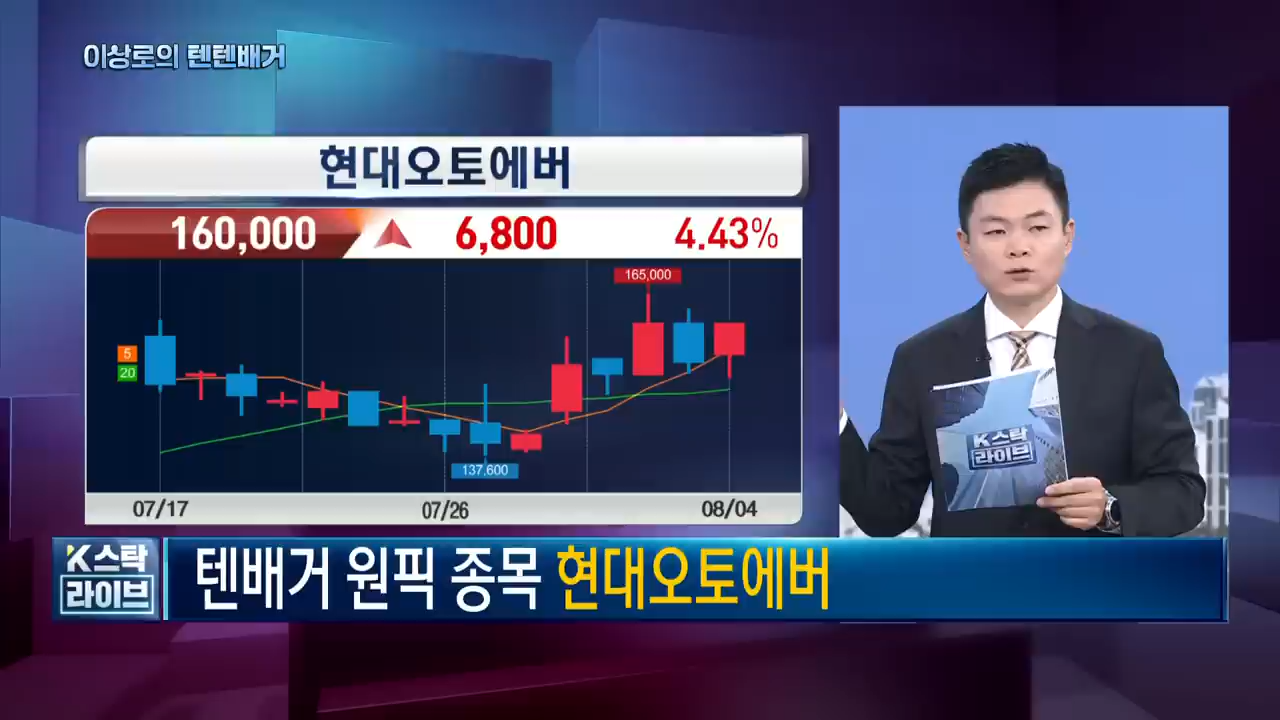 이상로의 텐텐배거
현대오토에버
160,000 ▲ 6,800 4.43%
165,000
5
20
137,600
07/17 07/26 08/04
K스탁
라이브
K스탁
라이브
텐배거 원픽 종목 현대오토에버